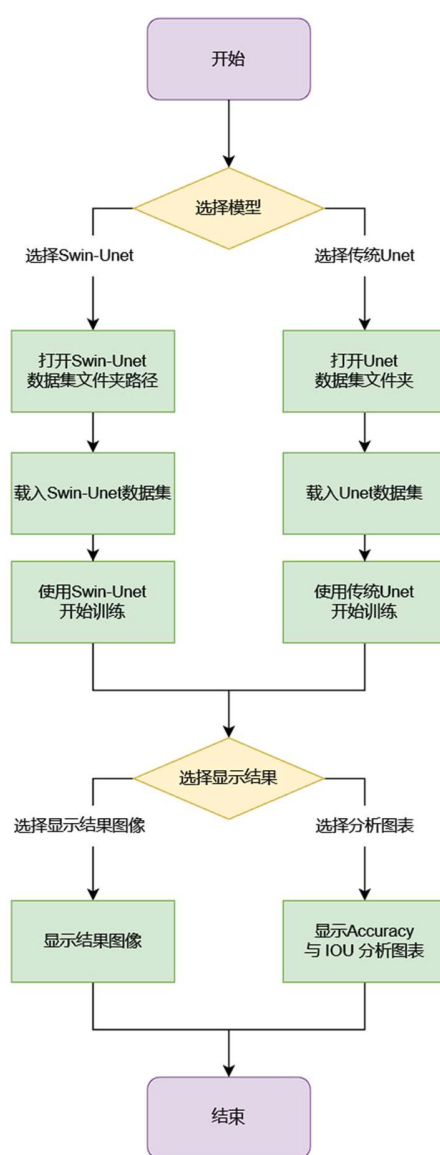 开始
选择模型
选择Swin-Unet
选择传统Unet
打开Swin-Unet
数据集文件夹路径
打开Unet
数据集文件夹
载入Swin-Unet数据集
载入Unet数据集
使用Swin-Unet
开始训练
使用传统Unet
开始训练
选择显示结果
选择显示结果图像
选择分析图表
显示结果图像
显示Accuracy
与 IOU 分析图表
结束